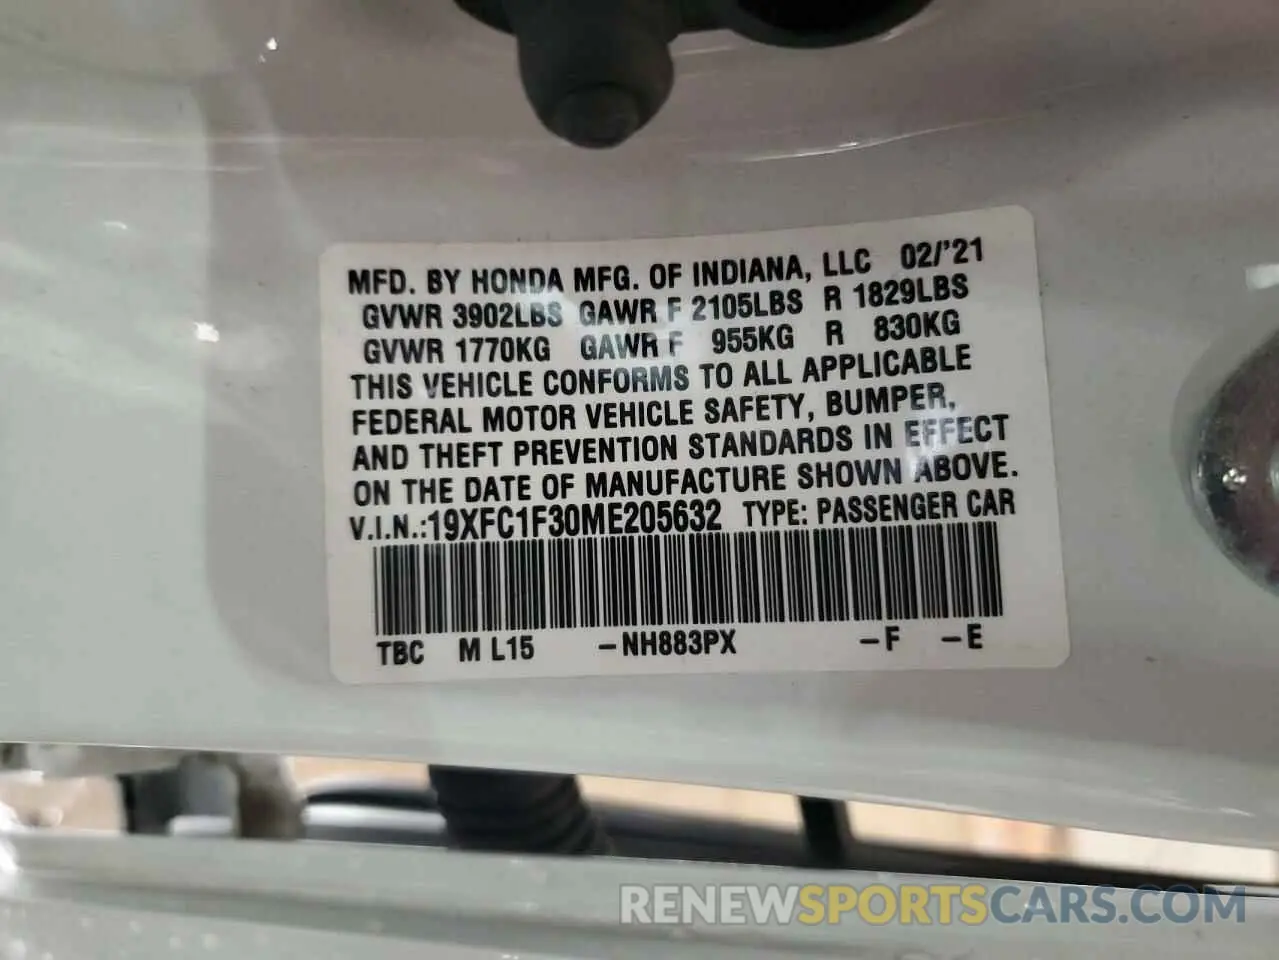 MFD. BY HONDA MFG. OF INDIANA, LLC 02/'21
GVWR 3902LBS GAWR F 2105LBS R 1829LBS
GVWR 1770KG GAWR F 955KG R 830KG
THIS VEHICLE CONFORMS TO ALL APPLICABLE
FEDERAL MOTOR VEHICLE SAFETY, BUMPER,
AND THEFT PREVENTION STANDARDS IN EFFECT
ON THE DATE OF MANUFACTURE SHOWN ABOVE.
V.I.N.:19XFC1F30ME205632 TYPE: PASSENGER CAR
TBC M L15 –NH883PX –F –E
RENEWSPORTSCARS.COM